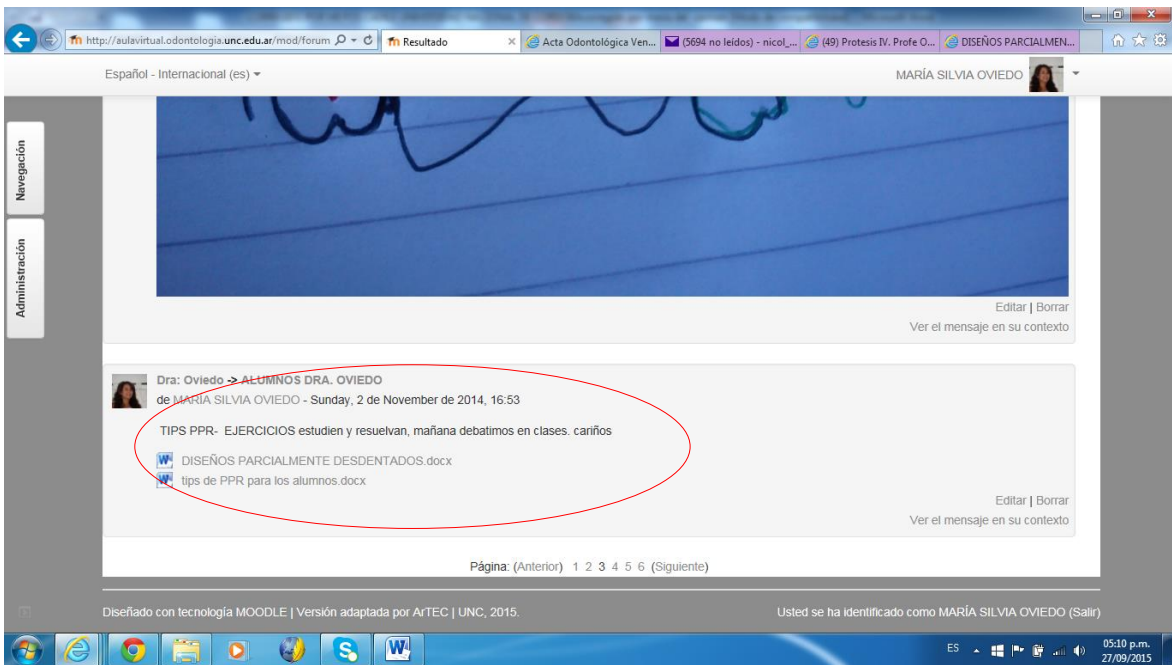 http://aulavirtual.odontologia.unc.edu.ar/mod/forum
Resultado
Acta Odontológica Ven...
(5694 no leídos) - nicol_...
(49) Protesis IV. Profe O...
DISEÑOS PARCIALMEN...
Español - Internacional (es)
MARÍA SILVIA OVIEDO
Navegación
Administración
Editar | Borrar
Ver el mensaje en su contexto
Dra: Oviedo -> ALUMNOS DRA. OVIEDO
de MARÍA SILVIA OVIEDO - Sunday, 2 de November de 2014, 16:53
TIPS PPR- EJERCICIOS estudien y resuelvan, mañana debatimos en clases. cariños
DISEÑOS PARCIALMENTE DESDENTADOS.docx
tips de PPR para los alumnos.docx
Editar | Borrar
Ver el mensaje en su contexto
Página: (Anterior) 1 2 3 4 5 6 (Siguiente)
Diseñado con tecnología MOODLE | Versión adaptada por ArTEC | UNC, 2015.
Usted se ha identificado como MARÍA SILVIA OVIEDO (Salir)
ES
05:10 p.m.
27/09/2015